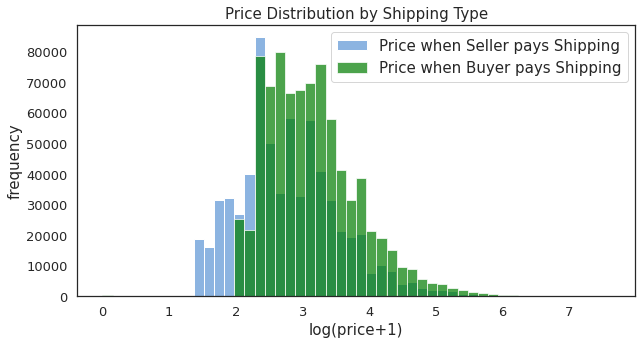 Price Distribution by Shipping Type
Price when Seller pays Shipping
Price when Buyer pays Shipping
frequency
80000
70000
60000
50000
40000
30000
20000
10000
0
0 1 2 3 4 5 6 7
log(price+1)